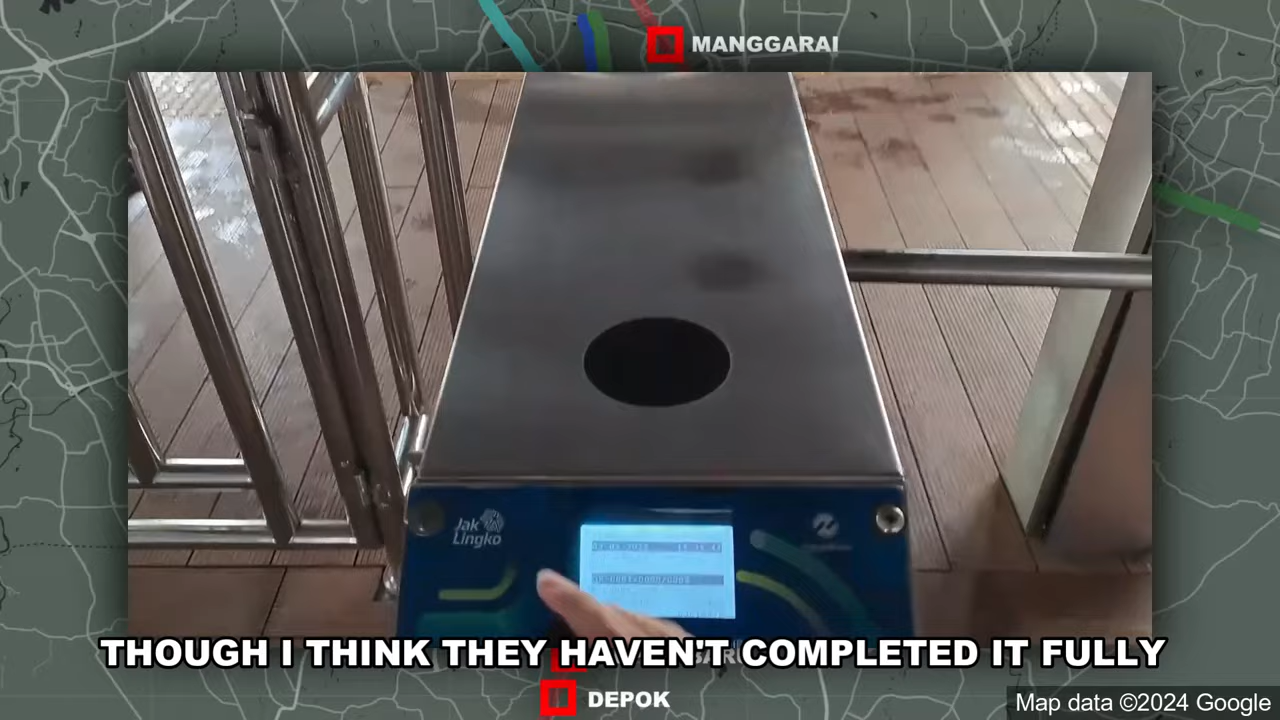 MANGGARAI
Jak
Lingko
THOUGH I THINK THEY HAVEN'T COMPLETED IT FULLY
DEPOK
Map data ©2024 Google